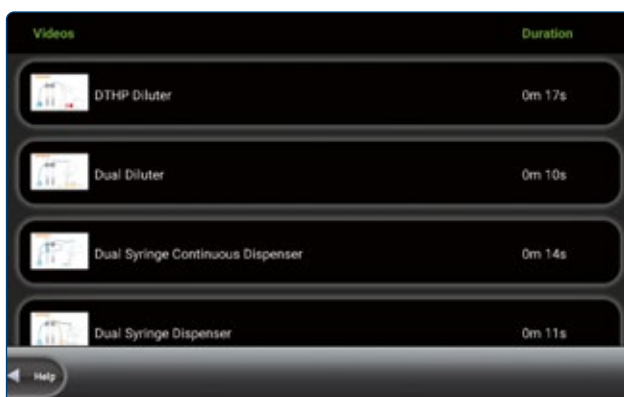 Videos Duration
DTHP Diluter 0m 17s
Dual Diluter 0m 10s
Dual Syringe Continuous Dispenser 0m 14s
Dual Syringe Dispenser 0m 11s
Help